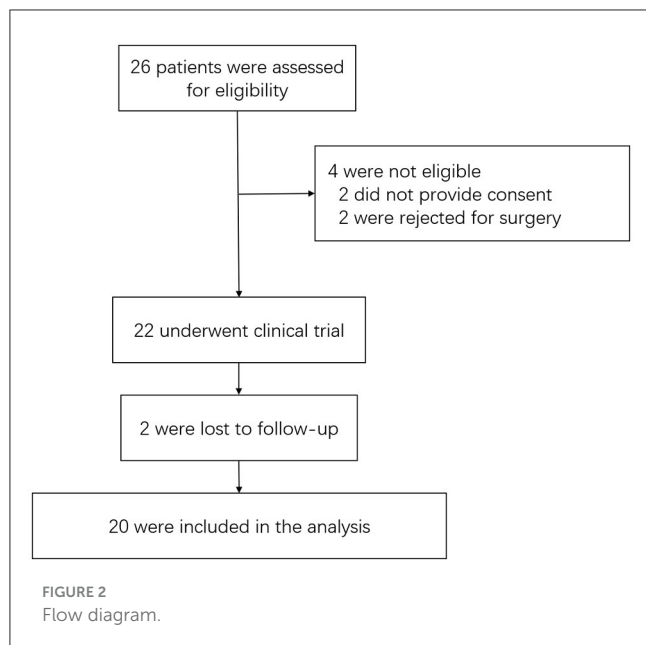 26 patients were assessed
for eligibility
4 were not eligible
2 did not provide consent
2 were rejected for surgery
22 underwent clinical trial
2 were lost to follow-up
20 were included in the analysis
FIGURE 2
Flow diagram.